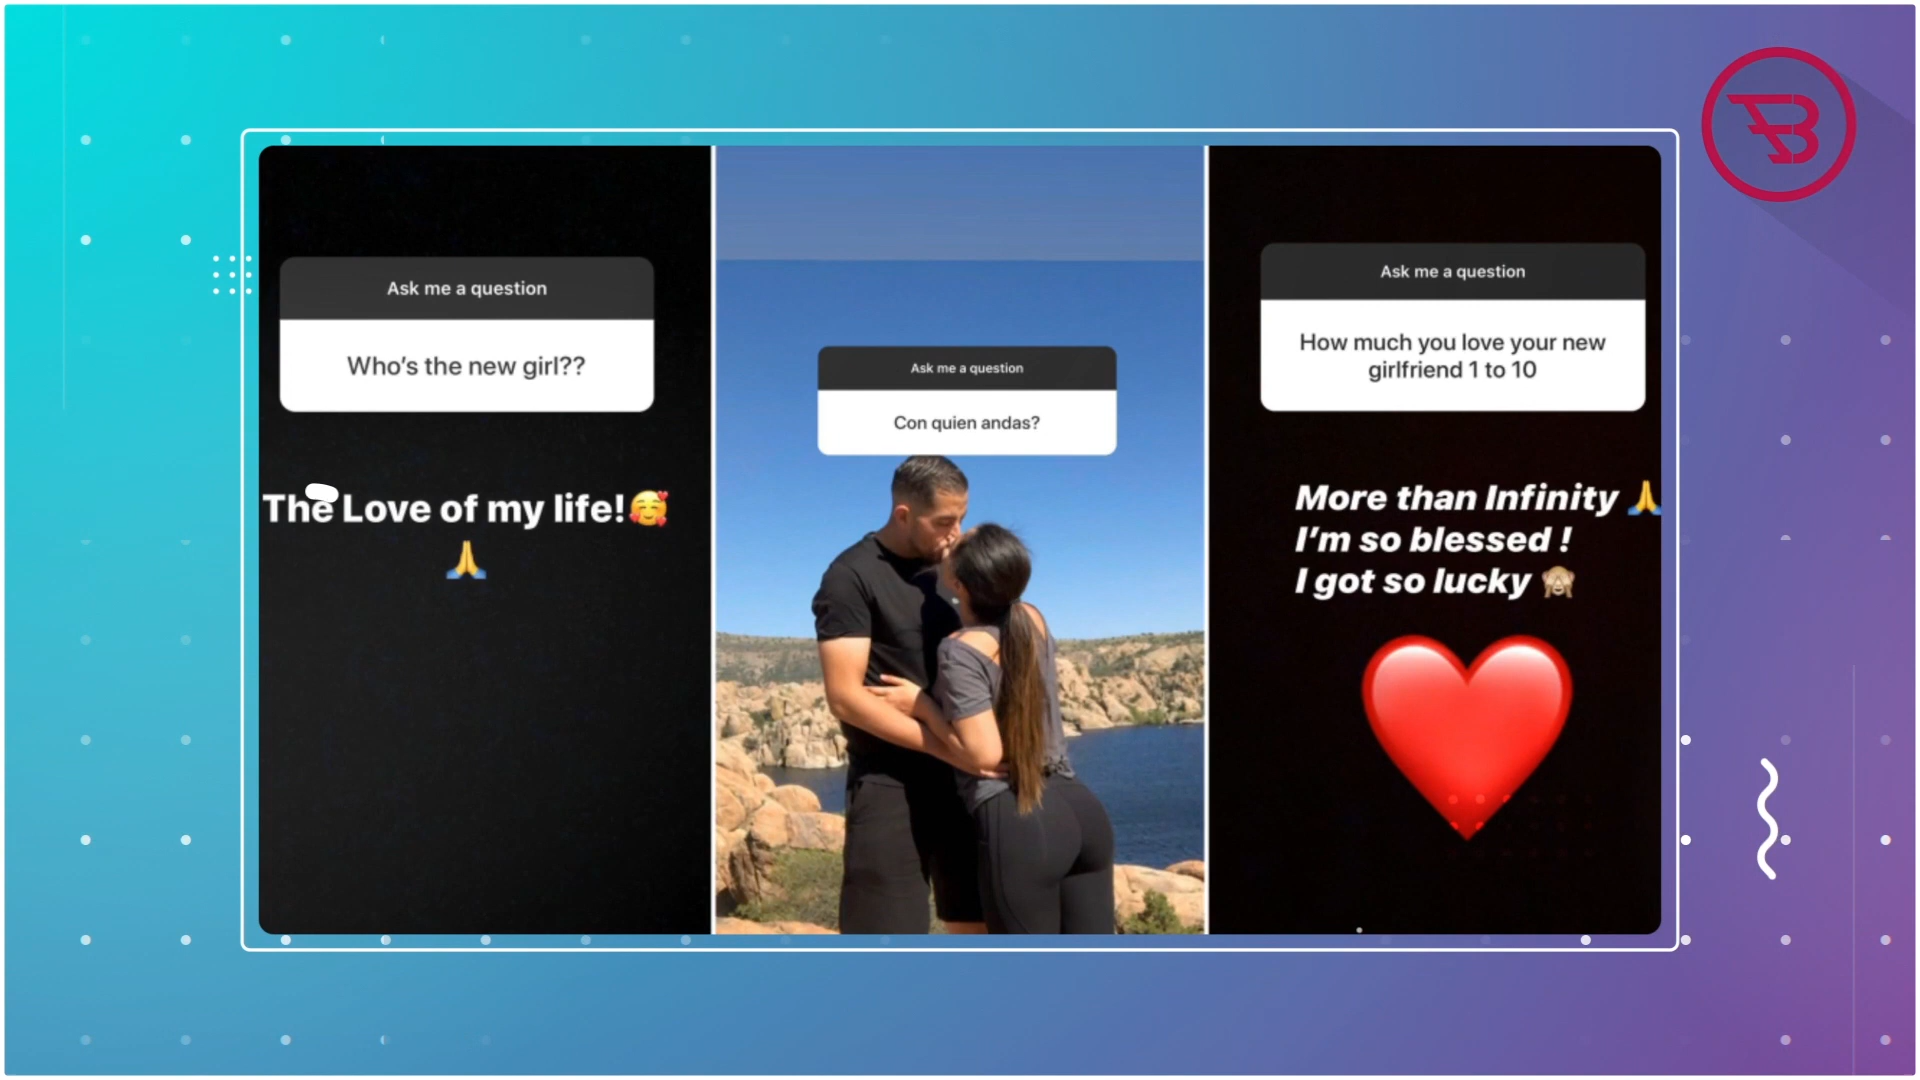 Ask me a question
Who's the new girl??
The Love of my life!🥰
🙏
Ask me a question
Con quien andas?
Ask me a question
How much you love your new
girlfriend 1 to 10
More than Infinity 🙏
I'm so blessed !
I got so lucky 🙈
B